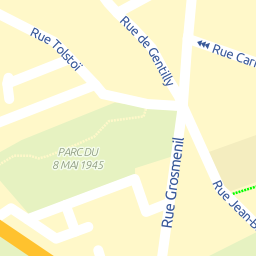 Rue Tolstoï
Rue de Gentilly
Rue Car
PARC DU
8 MAI 1945
Rue Grosmenil
Rue Jean-B